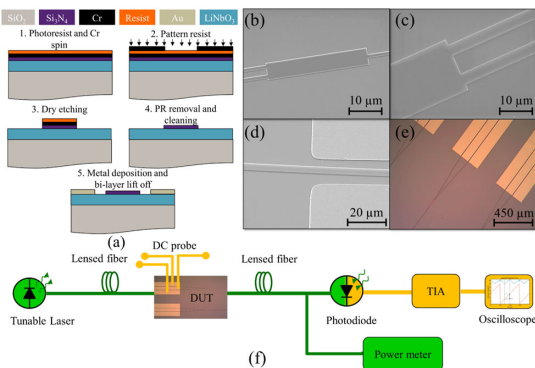 SiO₂ Si₃N₄ Cr Resist Au LiNbO₃
1. Photoresist and Cr
spin
2. Pattern resist
3. Dry etching
4. PR removal and
cleaning
5. Metal deposition and
bi-layer lift off
(a)
(b)
10 µm
(c)
10 µm
(d)
20 µm
(e)
450 µm
DC probe
Lensed fiber
Lensed fiber
DUT
TIA
Tunable Laser
Photodiode
Oscilloscope
Power meter
(f)